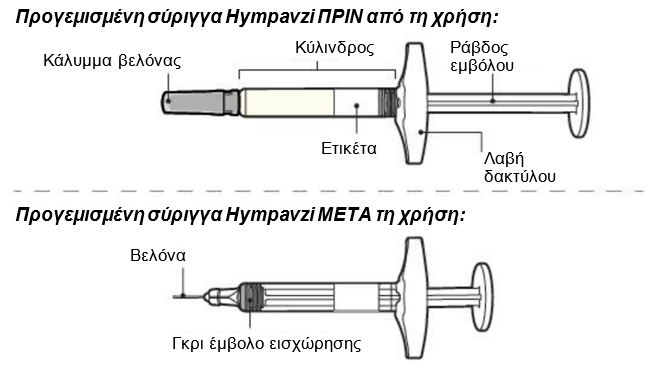 Προγεμισμένη σύριγγα Hympavzi ΠΡΙΝ από τη χρήση:
Κάλυμμα βελόνας
Κύλινδρος
Ράβδος
εμβόλου
Ετικέτα
Λαβή
δακτύλου
Προγεμισμένη σύριγγα Hympavzi ΜΕΤΑ τη χρήση:
Βελόνα
Γκρι έμβολο εισχώρησης